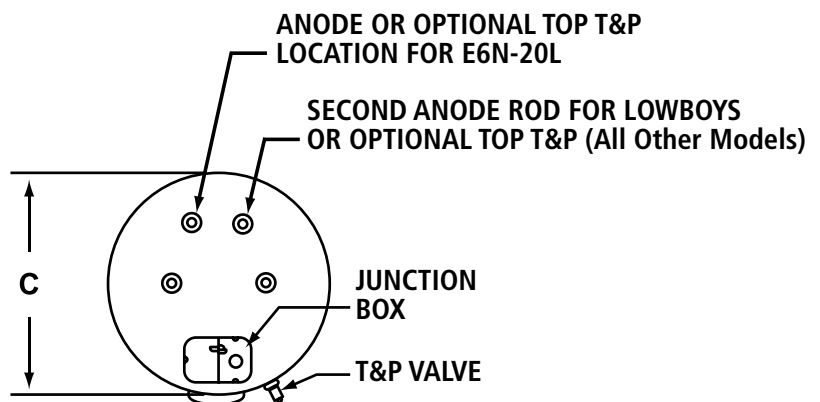 ANODE OR OPTIONAL TOP T&P
LOCATION FOR E6N-20L
SECOND ANODE ROD FOR LOWBOYS
OR OPTIONAL TOP T&P (All Other Models)
C
JUNCTION
BOX
T&P VALVE